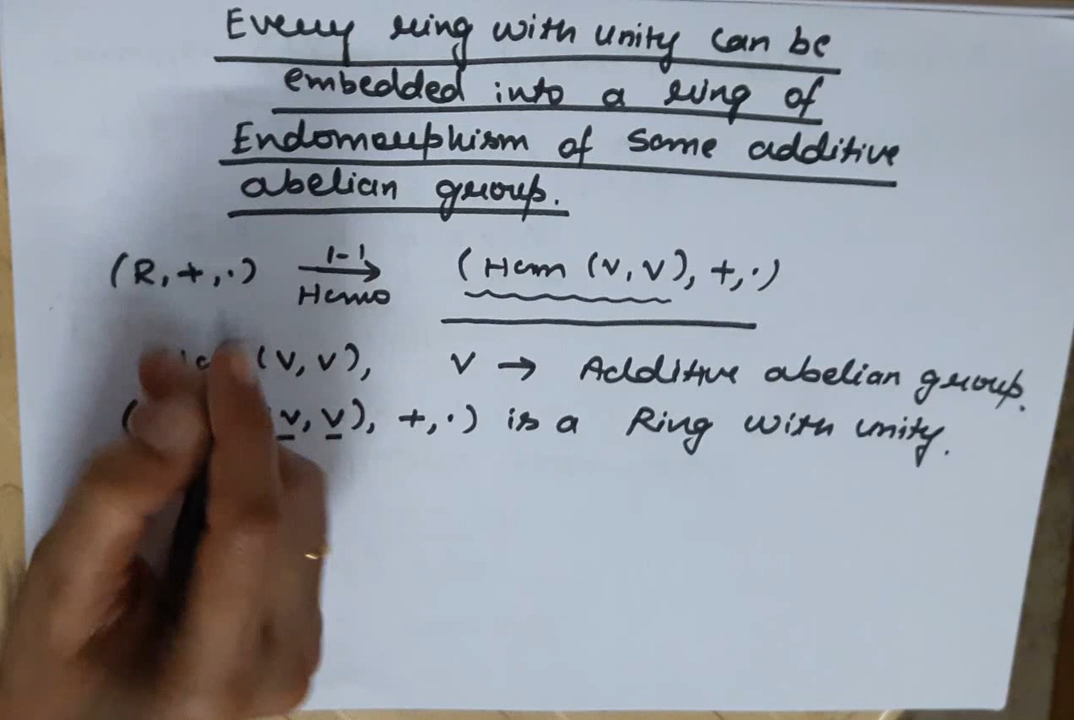 Every ring with unity can be
embedded into a ring of
Endomorphism of some additive
abelian group.
(R, +, ·) 1-1 → Homo (Hom (V, V), +, ·)
(V, V), V → Additive abelian group.
( V, V), +, ·) is a Ring with unity.